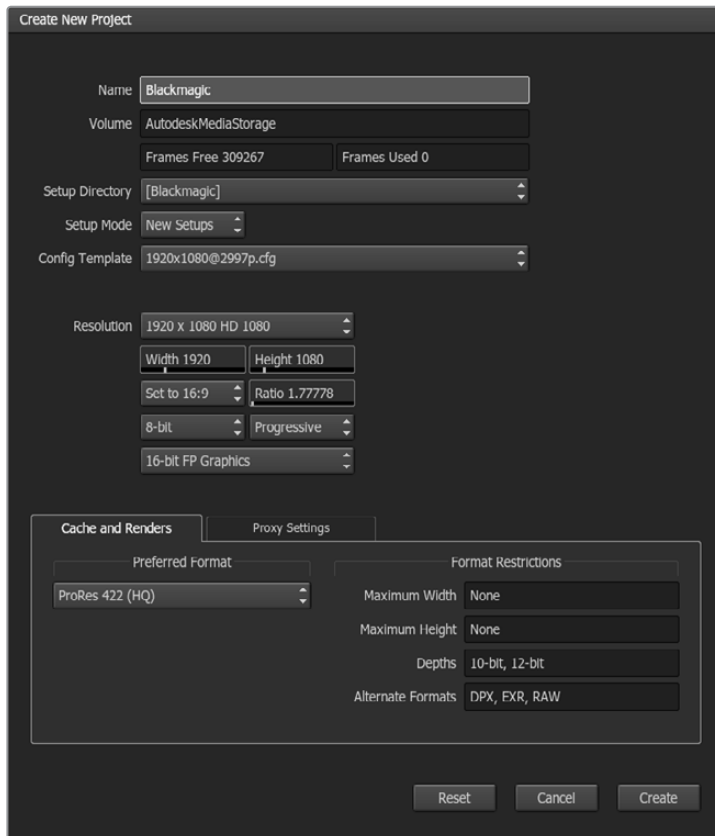 Create New Project
Name Blackmagic
Volume AutodeskMediaStorage
Frames Free 309267 Frames Used 0
Setup Directory [Blackmagic]
Setup Mode New Setups
Config Template 1920x1080@2997p.cfg
Resolution 1920 x 1080 HD 1080
Width 1920 Height 1080
Set to 16:9 Ratio 1.77778
8-bit Progressive
16-bit FP Graphics
Cache and Renders Proxy Settings
Preferred Format Format Restrictions
ProRes 422 (HQ) Maximum Width None
Maximum Height None
Depths 10-bit, 12-bit
Alternate Formats DPX, EXR, RAW
Reset Cancel Create